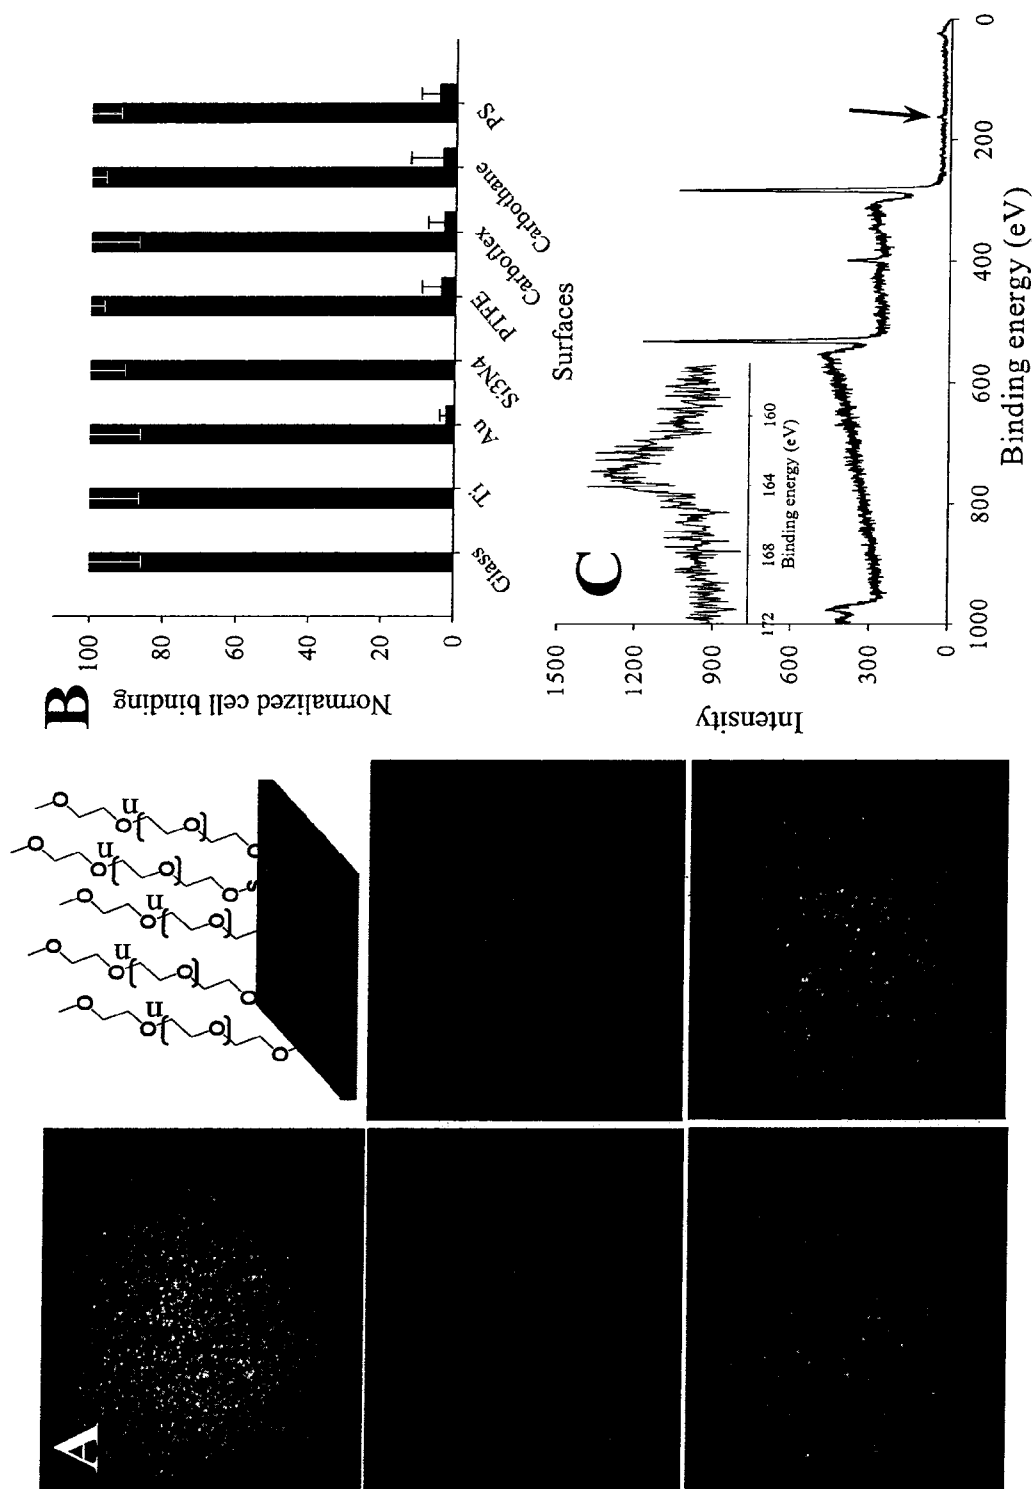 A
O O O O O
n n n n n
O O O O O
O O O O O
O O O O S O
B
Normalized cell binding
100
80
60
40
20
0
Glass Ti Au Si3N4 PTFE Carboflex Carbothane PS
Surfaces
C
Intensity
1500
1200
900
600
300
0
172 168 164 160
Binding energy (eV)
1000 800 600 400 200 0
Binding energy (eV)